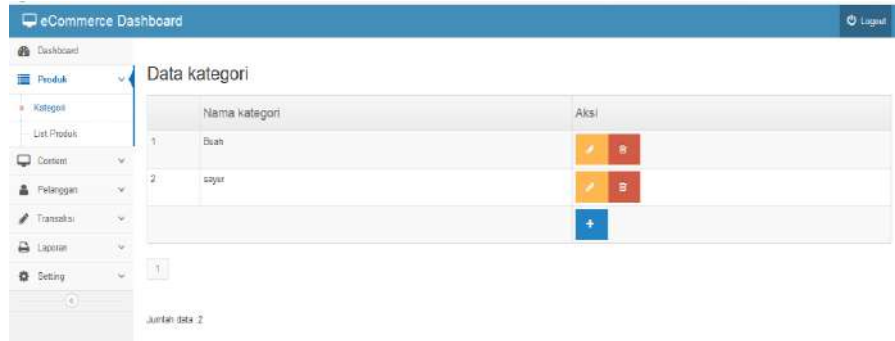 eCommerce Dashboard
Logout
Dashboard
Produk
Kategori
List Produk
Content
Pelanggan
Transaksi
Laporan
Setting
Data kategori
Nama kategori Aksi
1 Buah
2 sayur
1
Jumlah data :2